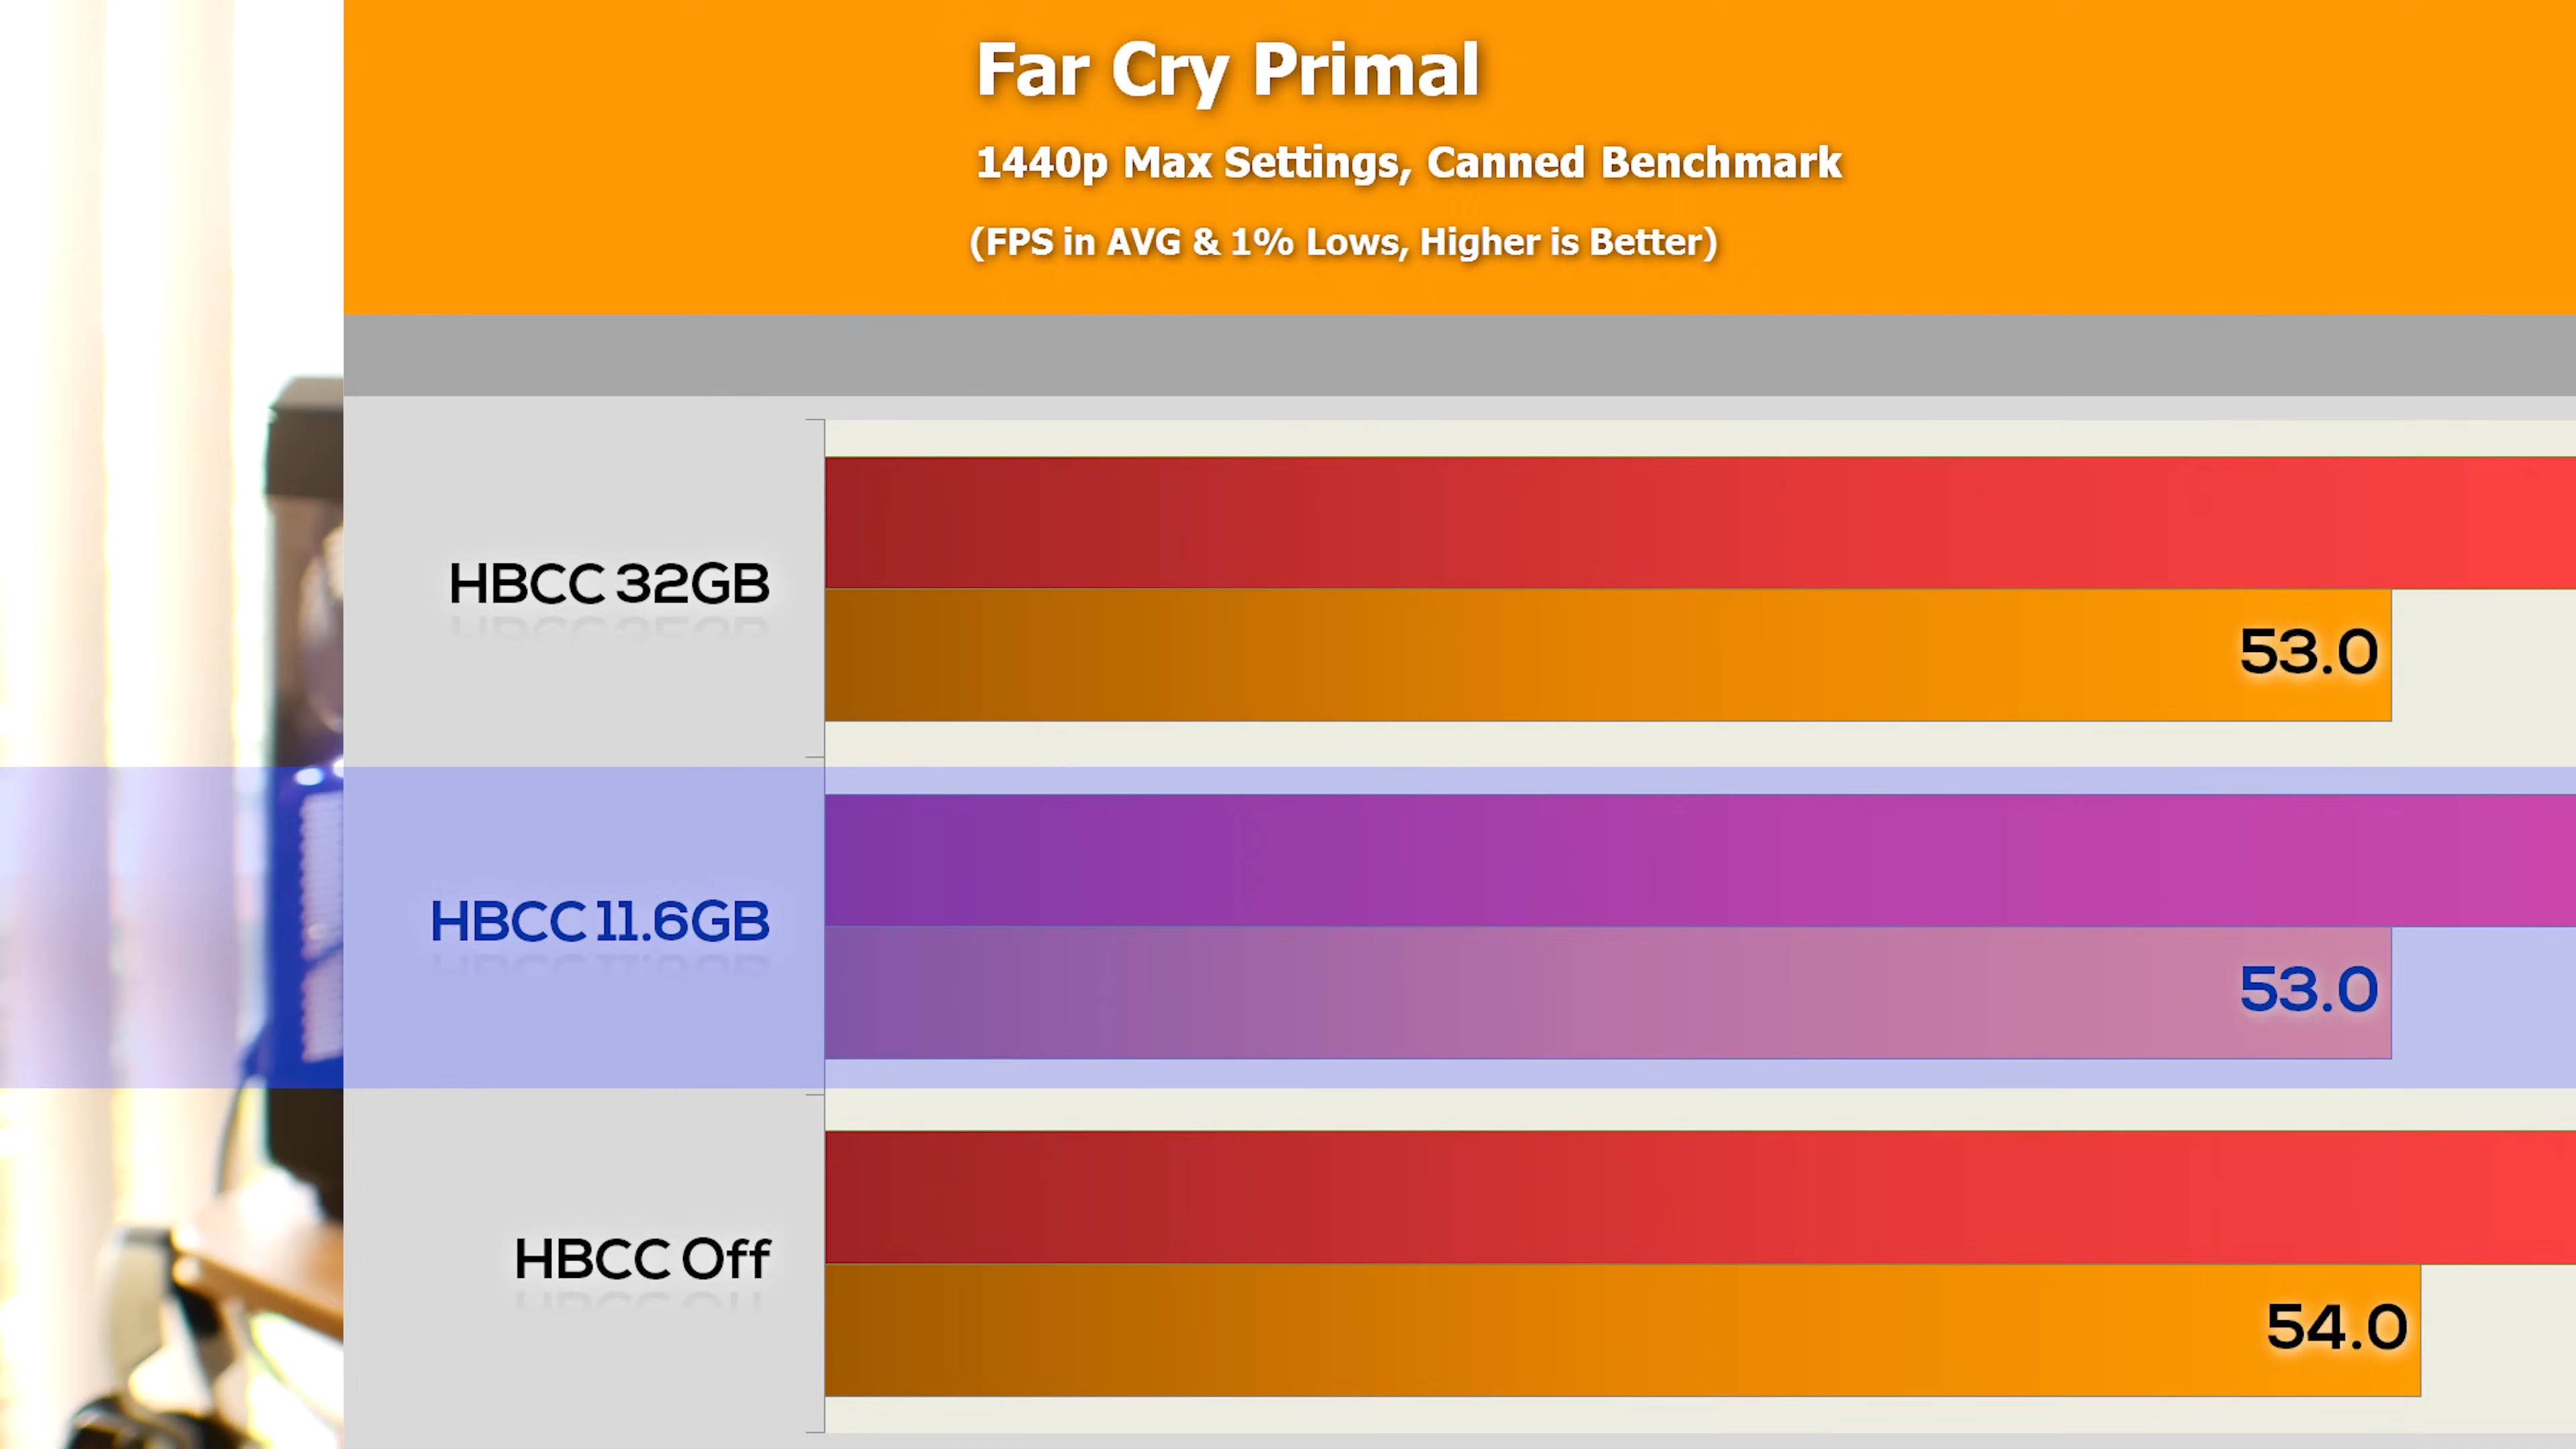 Far Cry Primal
1440p Max Settings, Canned Benchmark
(FPS in AVG & 1% Lows, Higher is Better)
HBCC 32GB
53.0
HBCC 11.6GB
53.0
HBCC Off
54.0